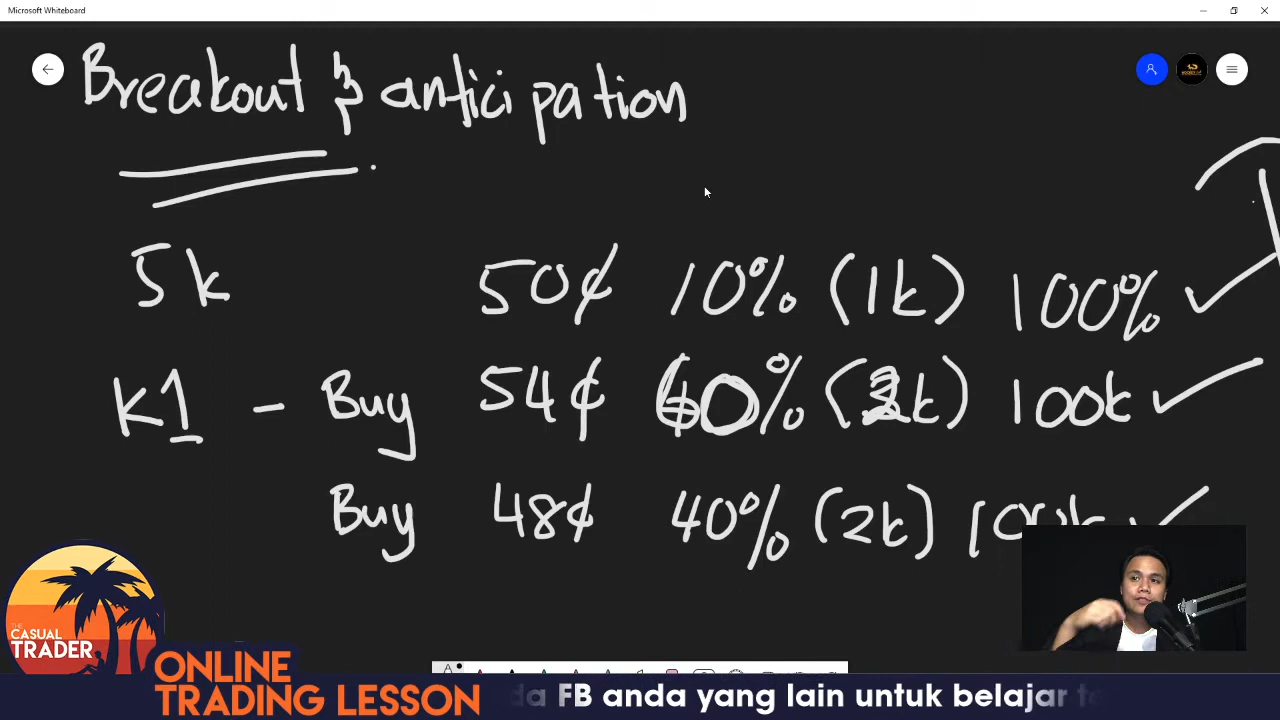 Microsoft Whiteboard
Breakout & anticipation
5k 50¢ 10% (1k) 100%
K1 - Buy 54¢ 60% (2k) 100k
Buy 48¢ 40% (2k) 100k
THE
CASUAL
TRADER
ONLINE
TRADING LESSON
FB anda yang lain untuk belajar